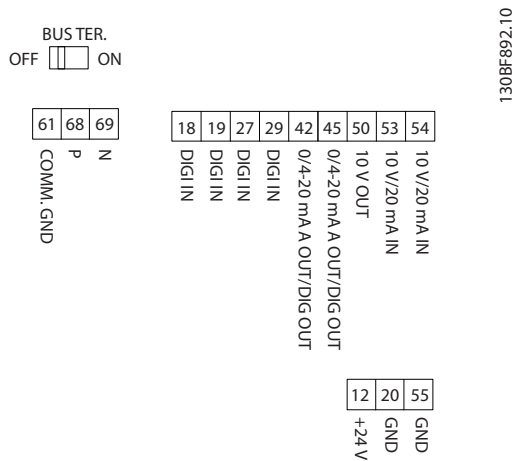 BUS TER.
OFF ON
61 68 69
COMM. GND
P
N
18 19 27 29 42 45 50 53 54
DIGI IN
DIGI IN
DIGI IN
DIGI IN
0/4-20 mA A OUT/DIG OUT
0/4-20 mA A OUT/DIG OUT
10 V OUT
10 V/20 mA IN
10 V/20 mA IN
12 20 55
+24 V
GND
GND
130BF892.10